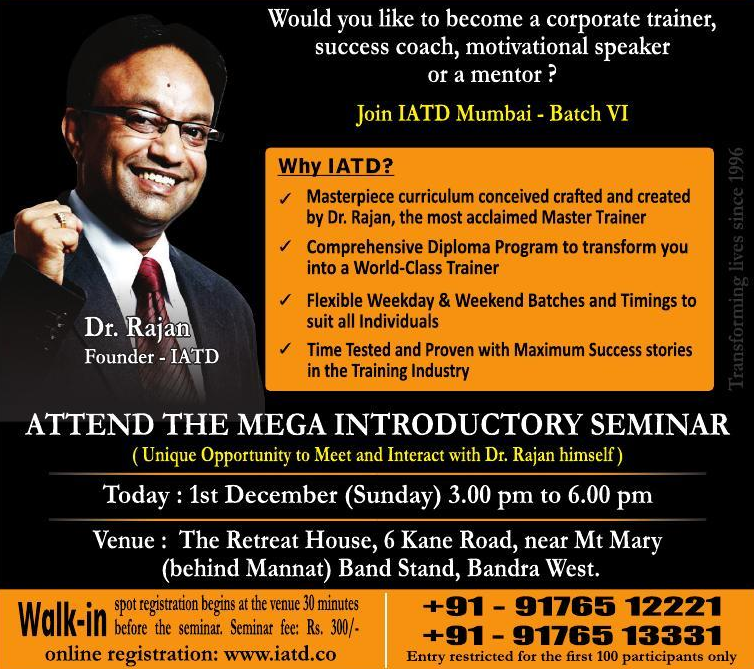 Would you like to become a corporate trainer,
success coach, motivational speaker
or a mentor ?
Join IATD Mumbai - Batch VI
Why IATD?
✓ Masterpiece curriculum conceived crafted and created
by Dr. Rajan, the most acclaimed Master Trainer
✓ Comprehensive Diploma Program to transform you
into a World-Class Trainer
✓ Flexible Weekday & Weekend Batches and Timings to
suit all Individuals
✓ Time Tested and Proven with Maximum Success stories
in the Training Industry
Transforming lives since 1996
Dr. Rajan
Founder - IATD
ATTEND THE MEGA INTRODUCTORY SEMINAR
( Unique Opportunity to Meet and Interact with Dr. Rajan himself )
Today : 1st December (Sunday) 3.00 pm to 6.00 pm
Venue : The Retreat House, 6 Kane Road, near Mt Mary
(behind Mannat) Band Stand, Bandra West.
Walk-in spot registration begins at the venue 30 minutes
before the seminar. Seminar fee: Rs. 300/-
online registration: www.iatd.co
+91 - 91765 12221
+91 - 91765 13331
Entry restricted for the first 100 participants only